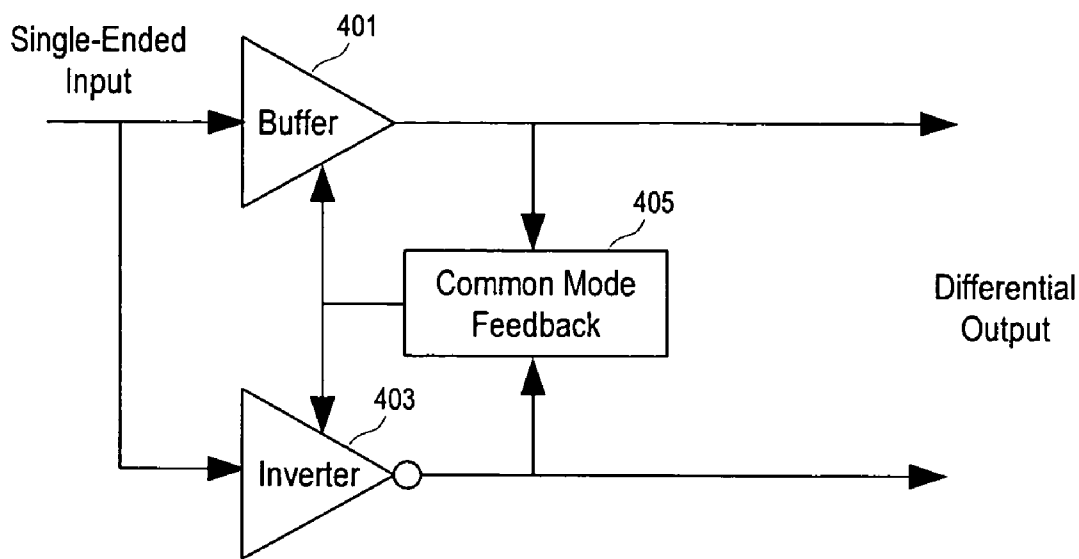 Single-Ended
Input
401
Buffer
405
Common Mode
Feedback
Differential
Output
403
Inverter